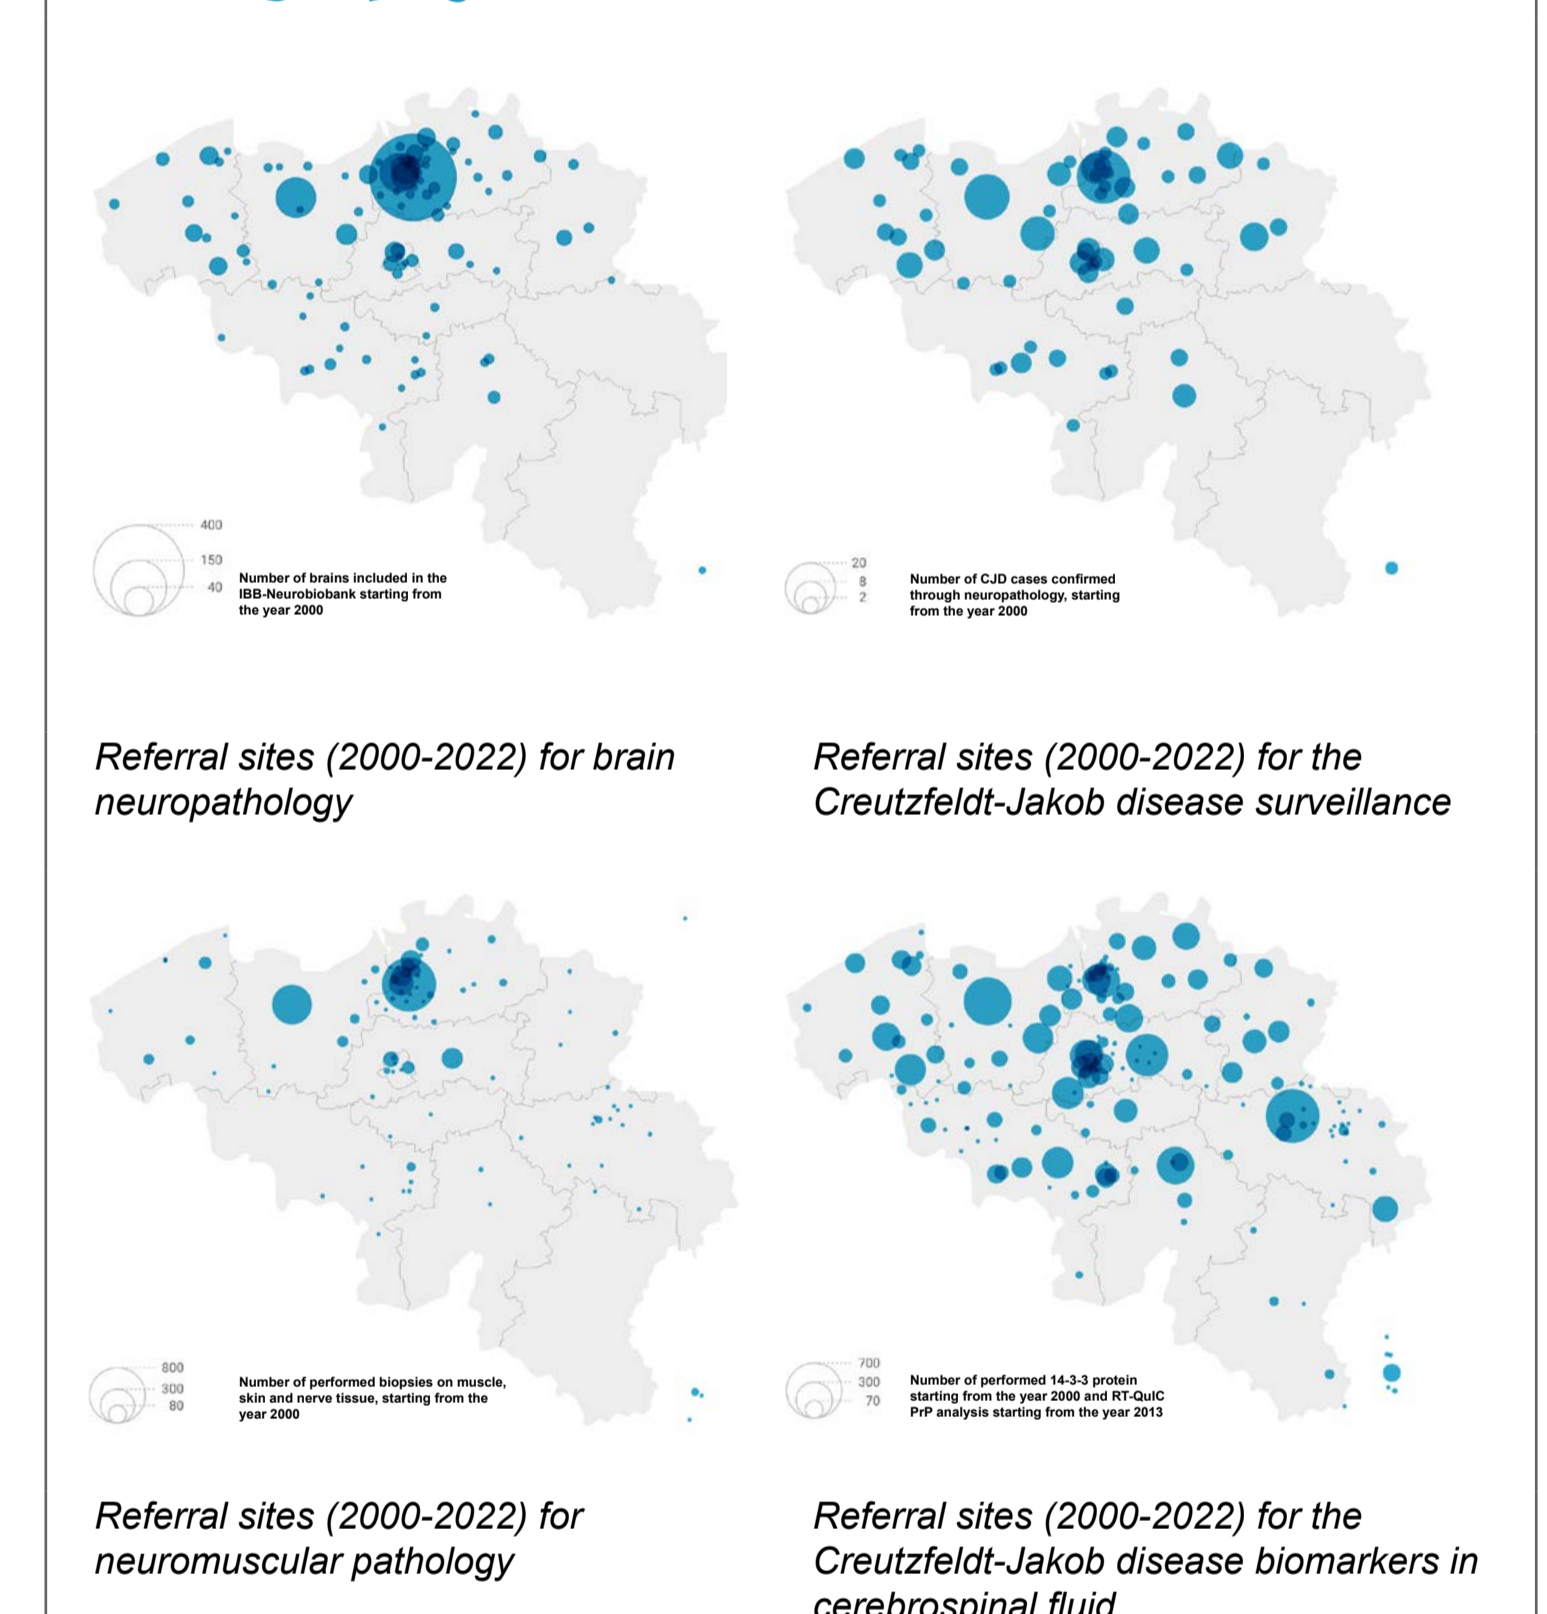 400
150
40
Number of brains included in the
IBB-Neurobiobank starting from
the year 2000
20
8
2
Number of CJD cases confirmed
through neuropathology, starting
from the year 2000
Referral sites (2000-2022) for brain
neuropathology
Referral sites (2000-2022) for the
Creutzfeldt-Jakob disease surveillance
800
300
80
Number of performed biopsies on muscle,
skin and nerve tissue, starting from the
year 2000
700
300
70
Number of performed 14-3-3 protein
starting from the year 2000 and RT-QuIC
PrP analysis starting from the year 2013
Referral sites (2000-2022) for
neuromuscular pathology
Referral sites (2000-2022) for the
Creutzfeldt-Jakob disease biomarkers in
cerebrospinal fluid